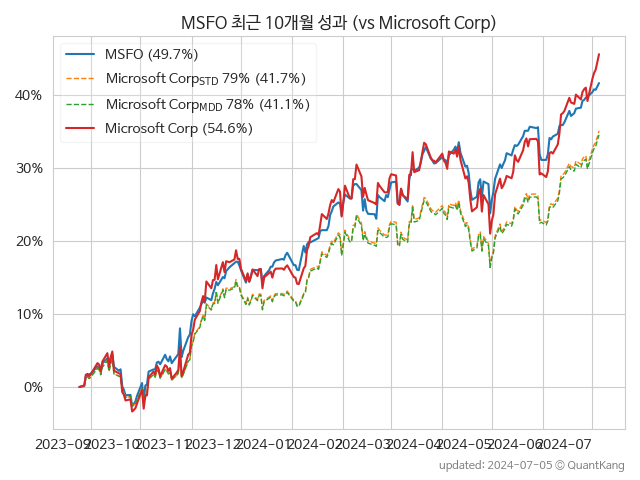 MSFO 최근 10개월 성과 (vs Microsoft Corp)
MSFO (49.7%)
Microsoft CorpSTD 79% (41.7%)
Microsoft CorpMDD 78% (41.1%)
Microsoft Corp (54.6%)
40%
30%
20%
10%
0%
2023-09 2023-10 2023-11 2023-12 2024-01 2024-02 2024-03 2024-04 2024-05 2024-06 2024-07
updated: 2024-07-05 © QuantKang